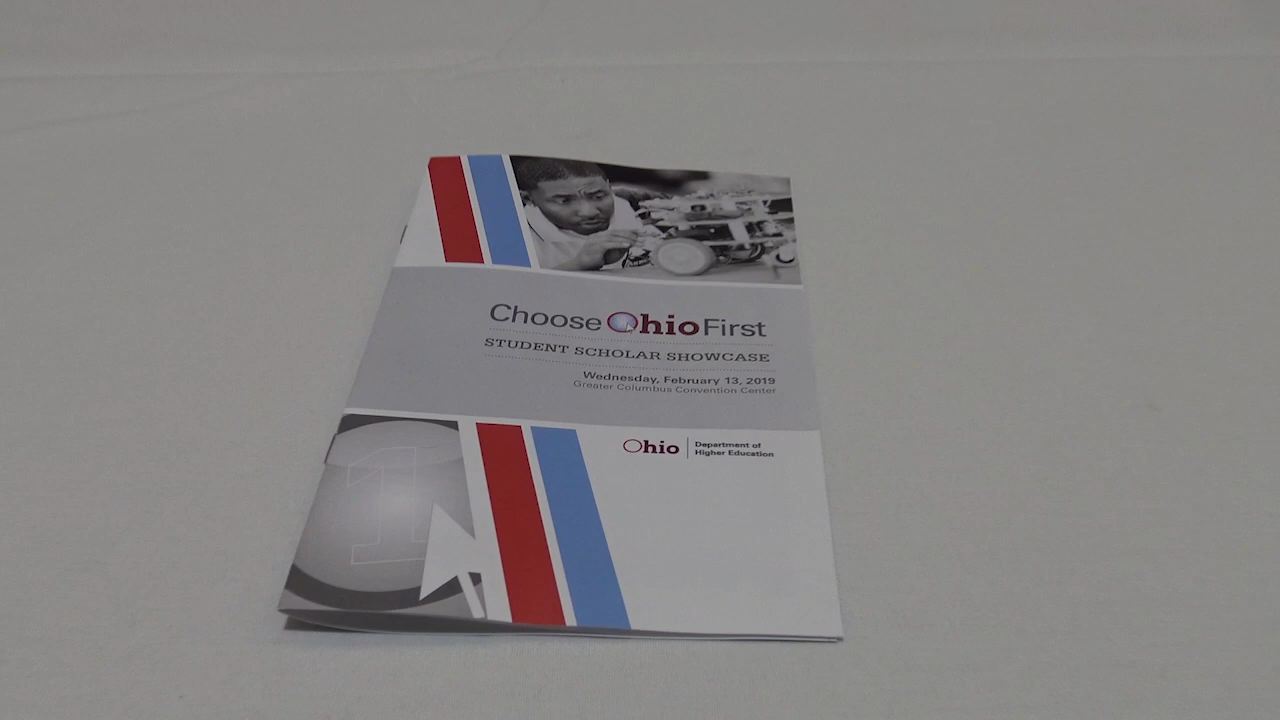 Choose Ohio First
STUDENT SCHOLAR SHOWCASE
Wednesday, February 13, 2019
Greater Columbus Convention Center
Ohio
Department of
Higher Education
1